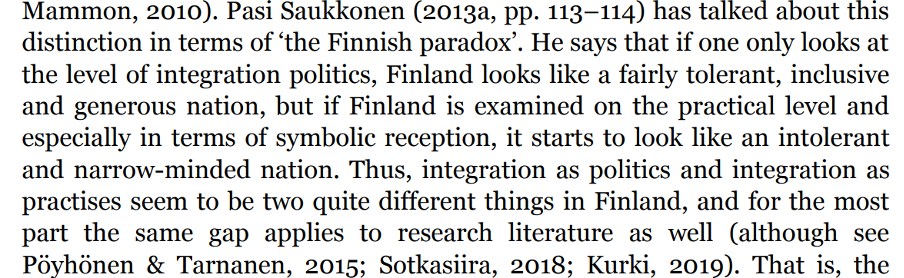 Mammon, 2010). Pasi Saukkonen (2013a, pp. 113–114) has talked about this
distinction in terms of ‘the Finnish paradox’. He says that if one only looks at
the level of integration politics, Finland looks like a fairly tolerant, inclusive
and generous nation, but if Finland is examined on the practical level and
especially in terms of symbolic reception, it starts to look like an intolerant
and narrow-minded nation. Thus, integration as politics and integration as
practises seem to be two quite different things in Finland, and for the most
part the same gap applies to research literature as well (although see
Pöyhönen & Tarnanen, 2015; Sotkasiira, 2018; Kurki, 2019). That is, the